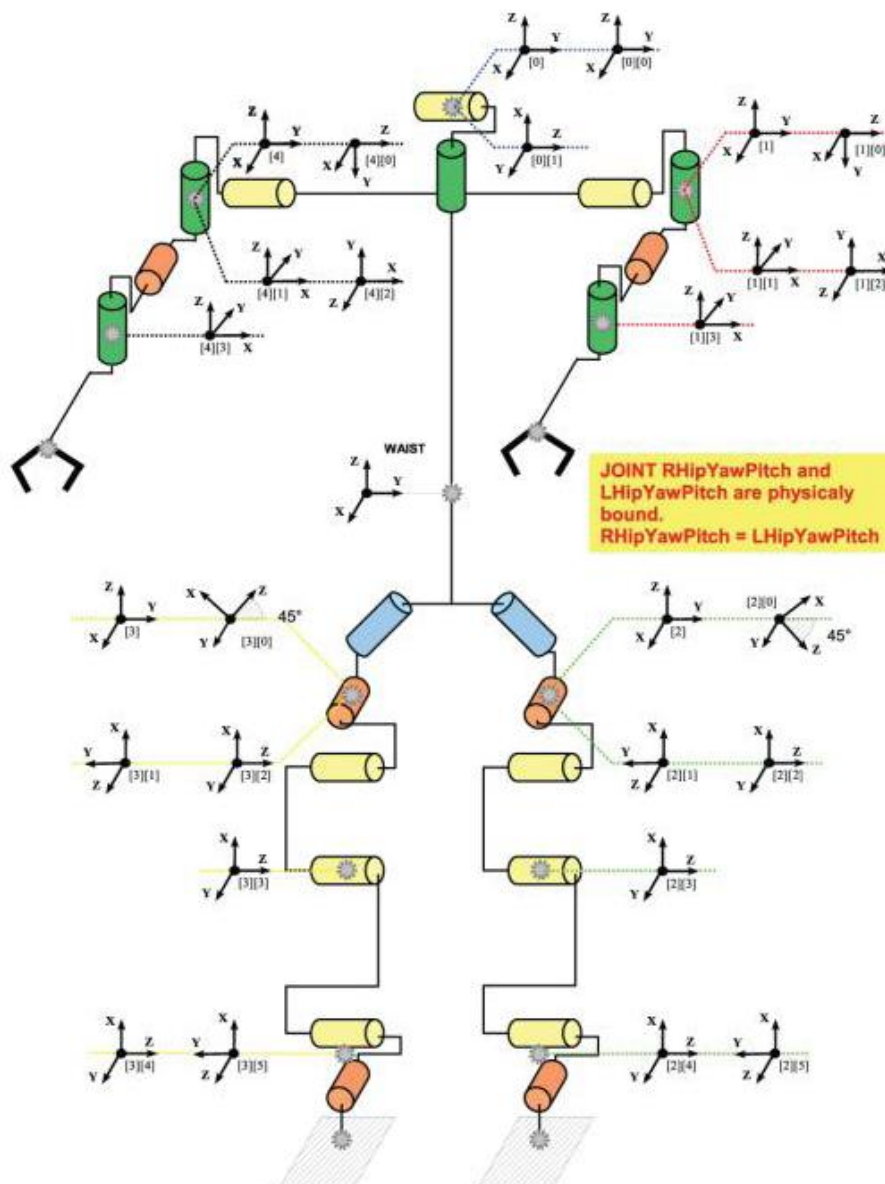 Z Z
Y Y
X [0] X [0][0]
Z Z
Y Z Y Z
X [4] X [4][0] X [1] X [1][0]
Y Y
X
Z
Y [0][1]
Z Y Y Z Y Y
X X X X
[4][1] Z [4][2] [1][1] Z [1][2]
Z Y Z Y
X X
[4][3] [1][3]
WAIST
Z
Y
X
JOINT RHipYawPitch and
LHipYawPitch are physicaly
bound.
RHipYawPitch = LHipYawPitch
Z X Z Z [2][0] X
Y 45° Y 45°
X [3] Y [3][0] X [2] Y Z
X X X X
Y Z Y Z
Z [3][1] Y [3][2] Z [2][1] Y [2][2]
X X
Z Z
Y [3][3] Y [2][3]
X X X X
Z Y Z Y
Y [3][4] Z [3][5] Y [2][4] Z [2][5]